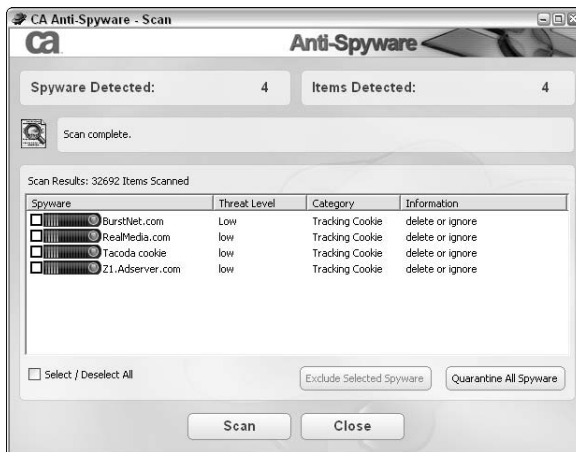 CA Anti-Spyware - Scan
ca
Anti-Spyware
Spyware Detected: 4
Items Detected: 4
Scan complete.
Scan Results: 32692 Items Scanned
Spyware Threat Level Category Information
BurstNet.com Low Tracking Cookie delete or ignore
RealMedia.com low Tracking Cookie delete or ignore
Tacoda cookie low Tracking Cookie delete or ignore
Z1.Adserver.com low Tracking Cookie delete or ignore
Select / Deselect All
Exclude Selected Spyware
Quarantine All Spyware
Scan
Close